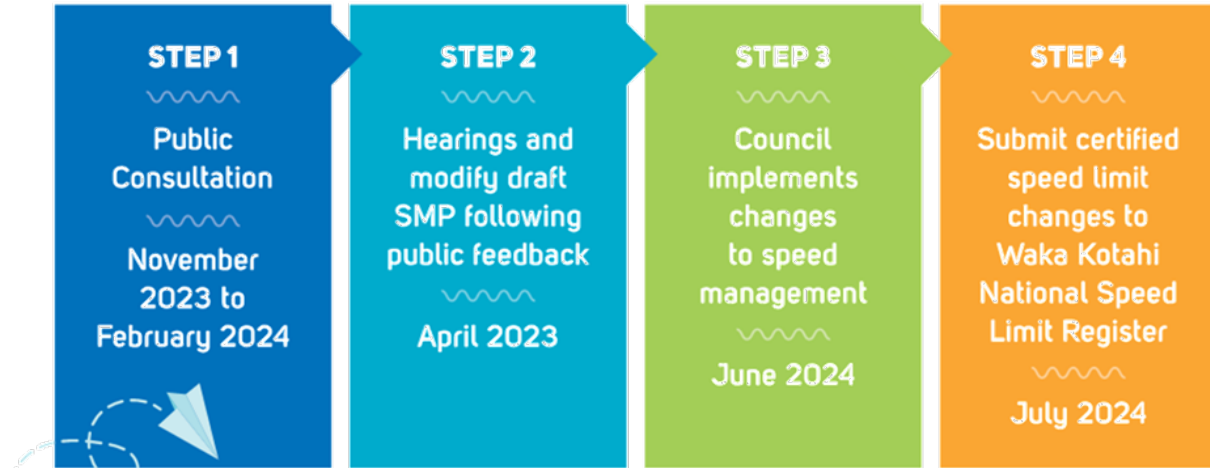 STEP 1
Public
Consultation
November
2023 to
February 2024
STEP 2
Hearings and
modify draft
SMP following
public feedback
April 2023
STEP 3
Council
implements
changes
to speed
management
June 2024
STEP 4
Submit certified
speed limit
changes to
Waka Kotahi
National Speed
Limit Register
July 2024